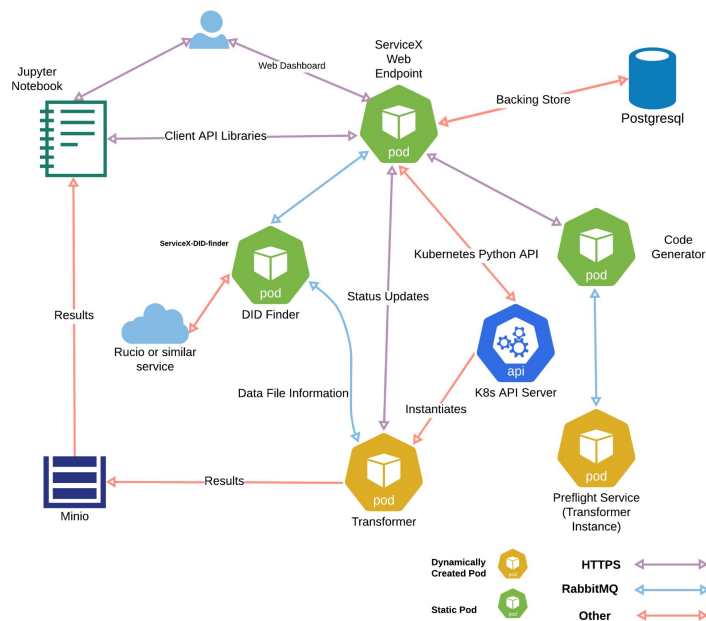 ServiceX
Web
Endpoint
Jupyter
Notebook
Web Dashboard
Backing Store
Postgresql
Client API Libraries
pod
ServiceX-DID-finder
Kubernetes Python API
Code
Generator
pod
pod
DID Finder
Status Updates
Results
Rucio or similar
service
api
K8s API Server
Data File Information
Instantiates
pod
Results
pod
Minio
Transformer
Preflight Service
(Transformer
Instance)
Dynamically
Created Pod
pod
HTTPS
RabbitMQ
Static Pod
pod
Other